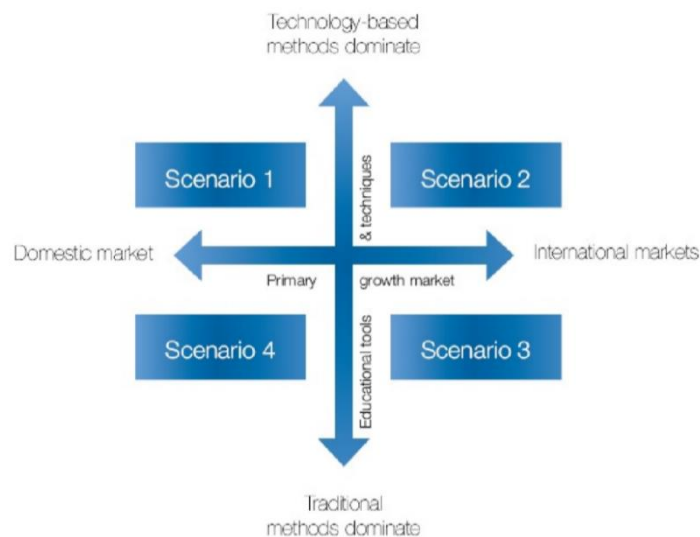 Technology-based
methods dominate
Scenario 1
& techniques
Scenario 2
Domestic market
International markets
Primary
growth market
Scenario 4
Educational tools
Scenario 3
Traditional
methods dominate